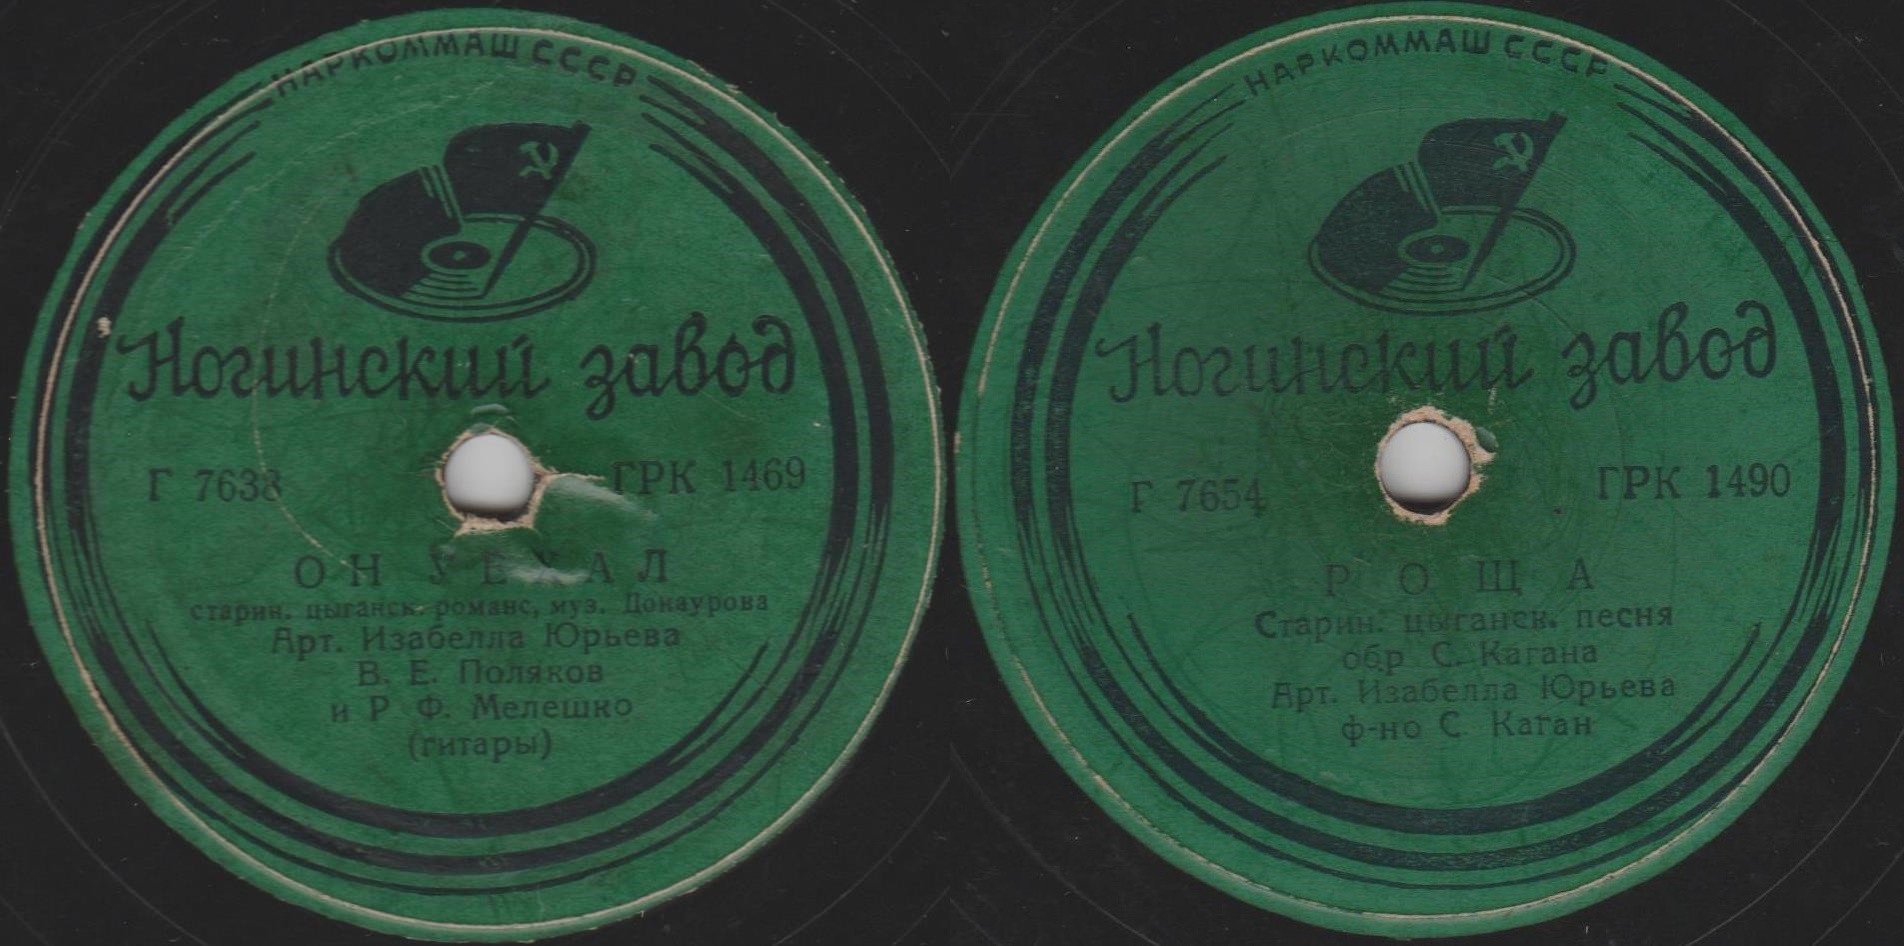 НАРКОММАШ СССР
Ногинский завод
Г 7638 ГРК 1469
ОН УЕХАЛ
старин. цыганск. романс, муз. Донаурова
Арт. Изабелла Юрьева
В. Е. Поляков
и Р Ф. Мелешко
(гитары)
НАРКОММАШ СССР
Ногинский завод
Г 7654 ГРК 1490
РОЩА
Старин. цыганск. песня
обр С. Кагана
Арт. Изабелла Юрьева
ф-но С. Каган